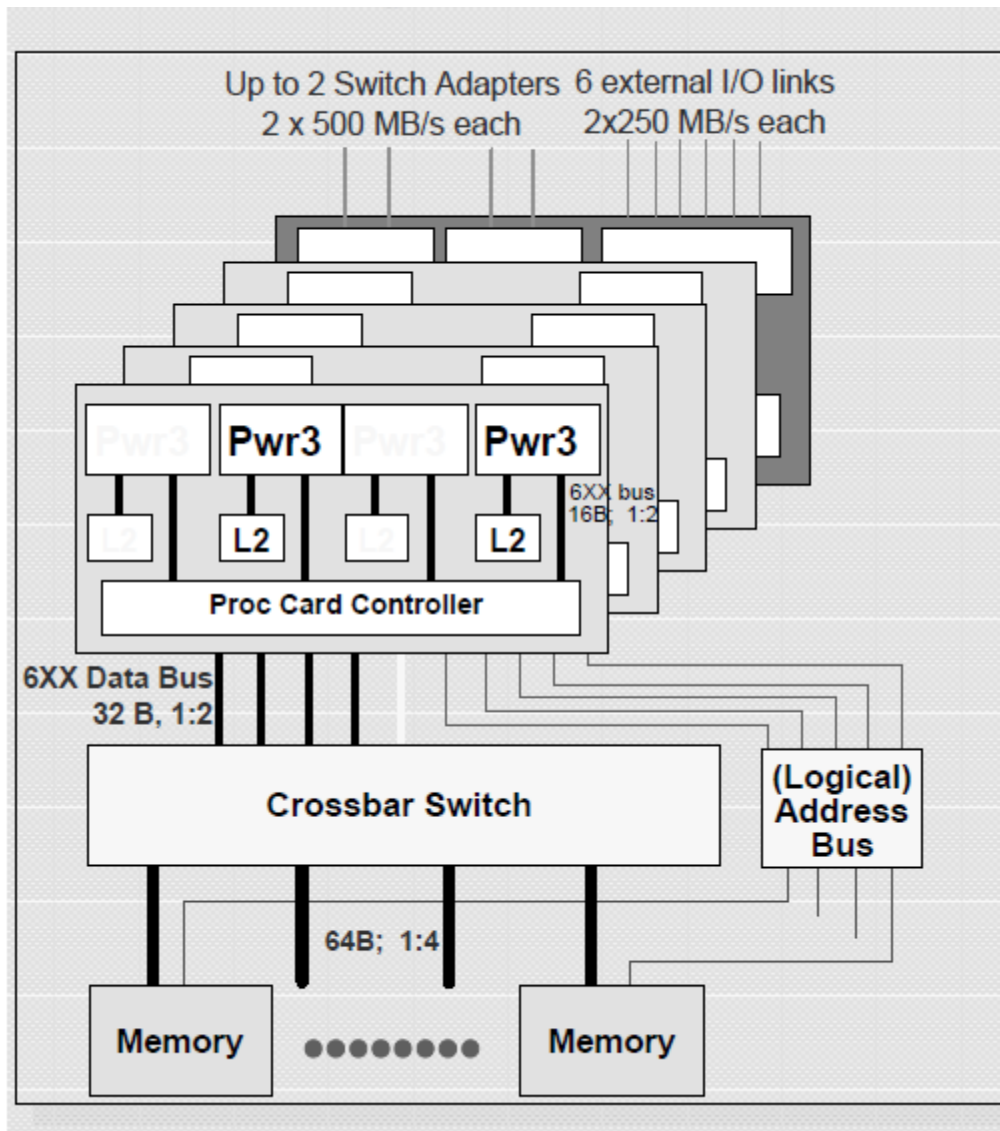 Up to 2 Switch Adapters
2 x 500 MB/s each
6 external I/O links
2x250 MB/s each
Pwr3
Pwr3
Pwr3
Pwr3
6XX bus
16B; 1:2
L2
L2
L2
L2
Proc Card Controller
6XX Data Bus
32 B, 1:2
Crossbar Switch
(Logical)
Address
Bus
64B; 1:4
Memory
Memory